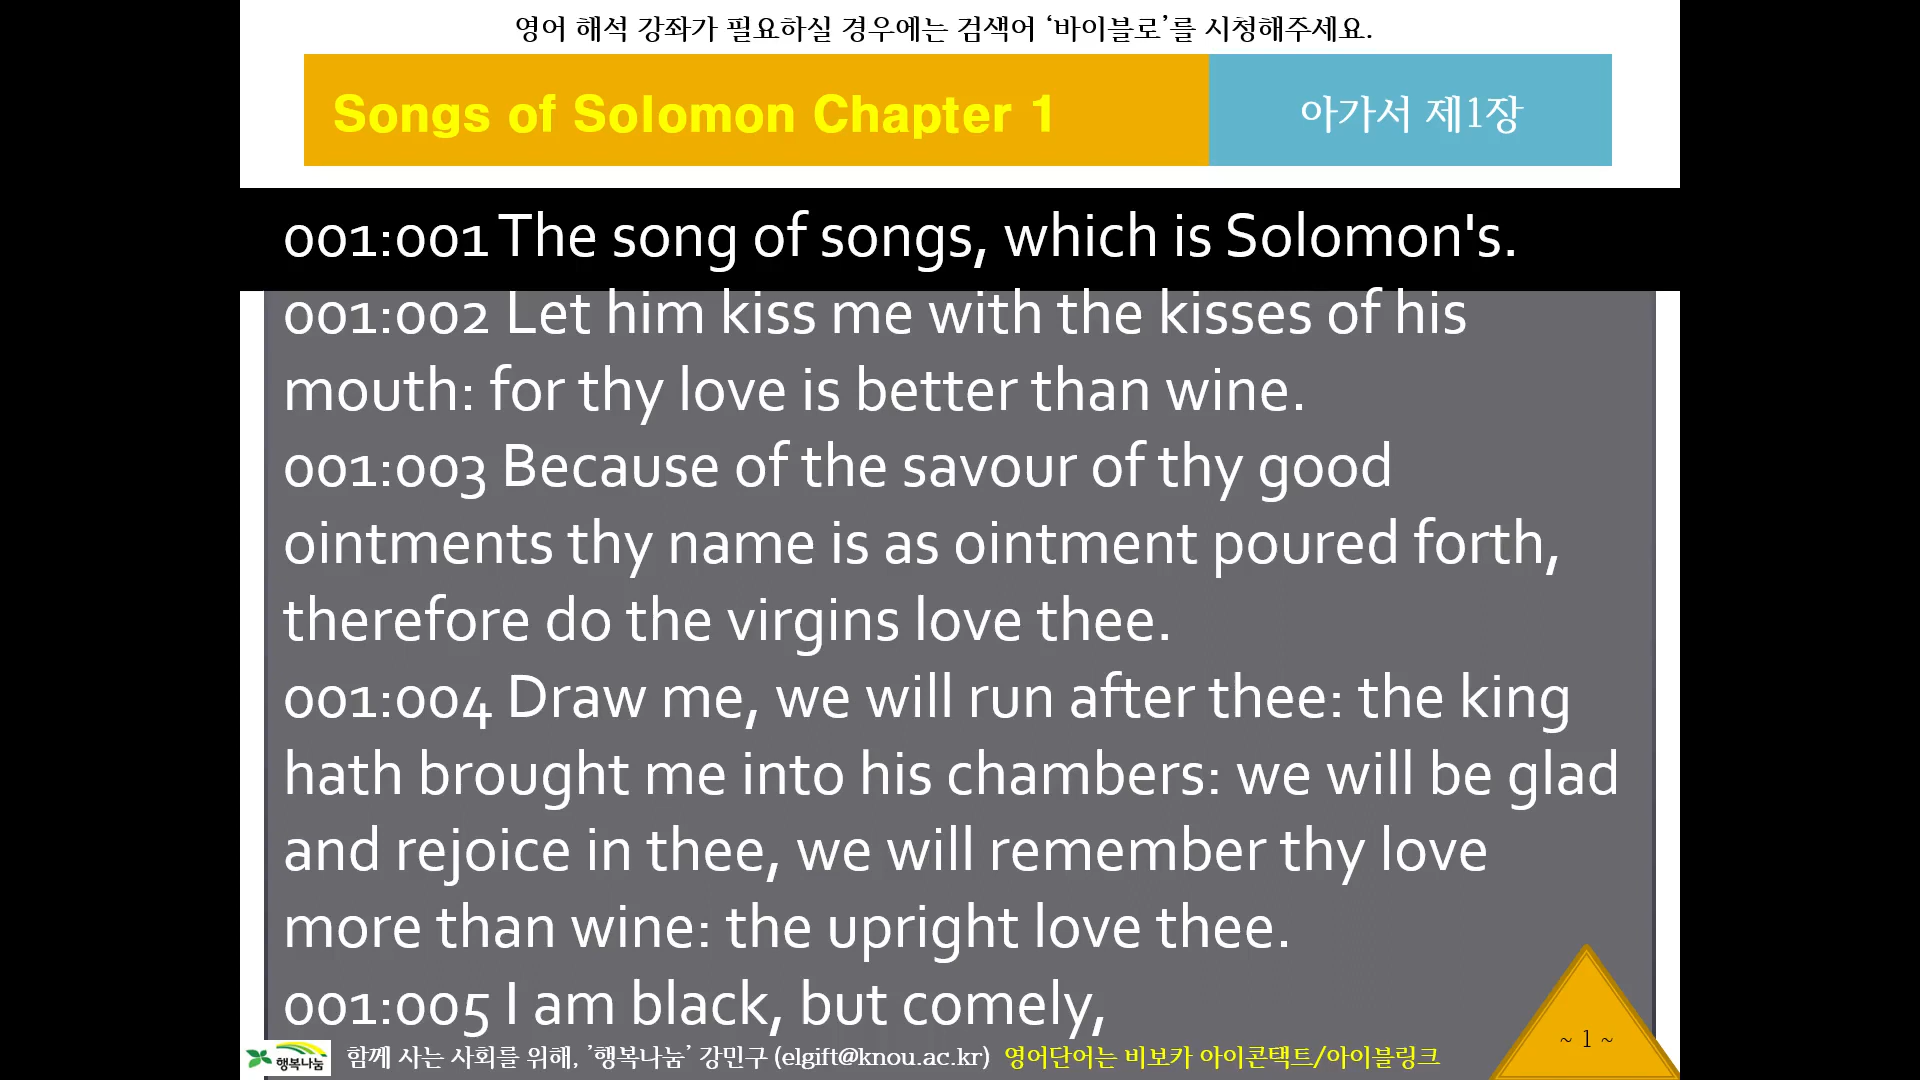 영어 해석 강좌가 필요하실 경우에는 검색어 ‘바이블로’를 시청해주세요.
Songs of Solomon Chapter 1
아가서 제1장
001:001 The song of songs, which is Solomon's.
001:002 Let him kiss me with the kisses of his
mouth: for thy love is better than wine.
001:003 Because of the savour of thy good
ointments thy name is as ointment poured forth,
therefore do the virgins love thee.
001:004 Draw me, we will run after thee: the king
hath brought me into his chambers: we will be glad
and rejoice in thee, we will remember thy love
more than wine: the upright love thee.
001:005 I am black, but comely,
~ 1 ~
행복나눔
함께 사는 사회를 위해, ’행복나눔’ 강민구 (elgift@knou.ac.kr) 영어단어는 비보카 아이콘택트/아이블링크